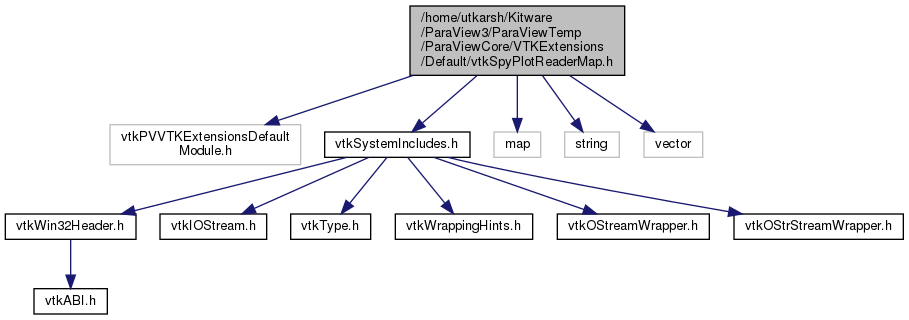 /home/utkarsh/Kitware
/ParaView3/ParaViewTemp
/ParaViewCore/VTKExtensions
/Default/vtkSpyPlotReaderMap.h
vtkPVVTKExtensionsDefault
Module.h
vtkSystemIncludes.h
map
string
vector
vtkWin32Header.h
vtkIOStream.h
vtkType.h
vtkWrappingHints.h
vtkOStreamWrapper.h
vtkOStrStreamWrapper.h
vtkABI.h